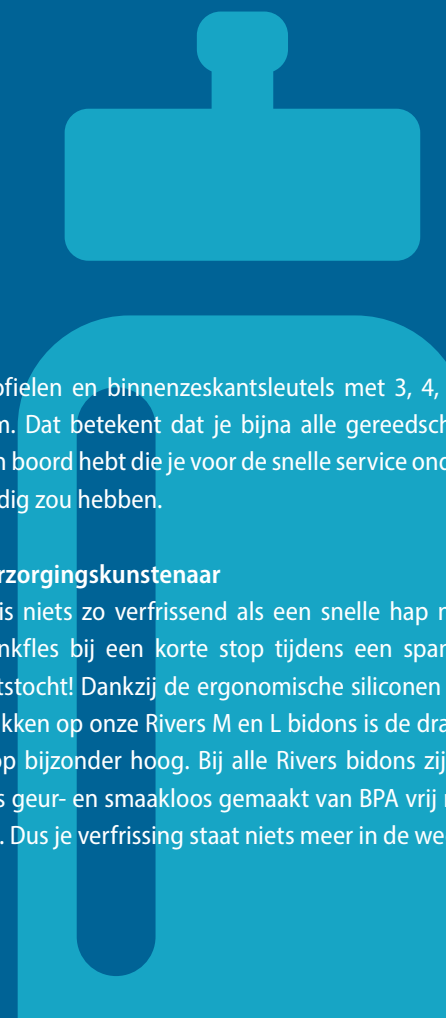 ofielen en binnenzeskantsleutels met 3, 4,
m. Dat betekent dat je bijna alle gereedsch
n boord hebt die je voor de snelle service ond
dig zou hebben.
rzorgingskunstenaar
is niets zo verfrissend als een snelle hap n
nkfles bij een korte stop tijdens een span
tstocht! Dankzij de ergonomische siliconen
kken op onze Rivers M en L bidons is de dra
op bijzonder hoog. Bij alle Rivers bidons zij
s geur- en smaakloos gemaakt van BPA vrij m
. Dus je verfrissing staat niets meer in de we